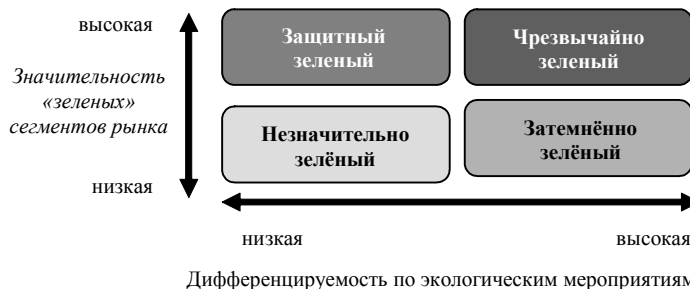 высокая
Защитный
зеленый
Чрезвычайно
зеленый
Значительность
«зеленых»
сегментов рынка
Незначительно
зелёный
Затемнённо
зелёный
низкая
низкая
высокая
Дифференцируемость по экологическим мероприятиям